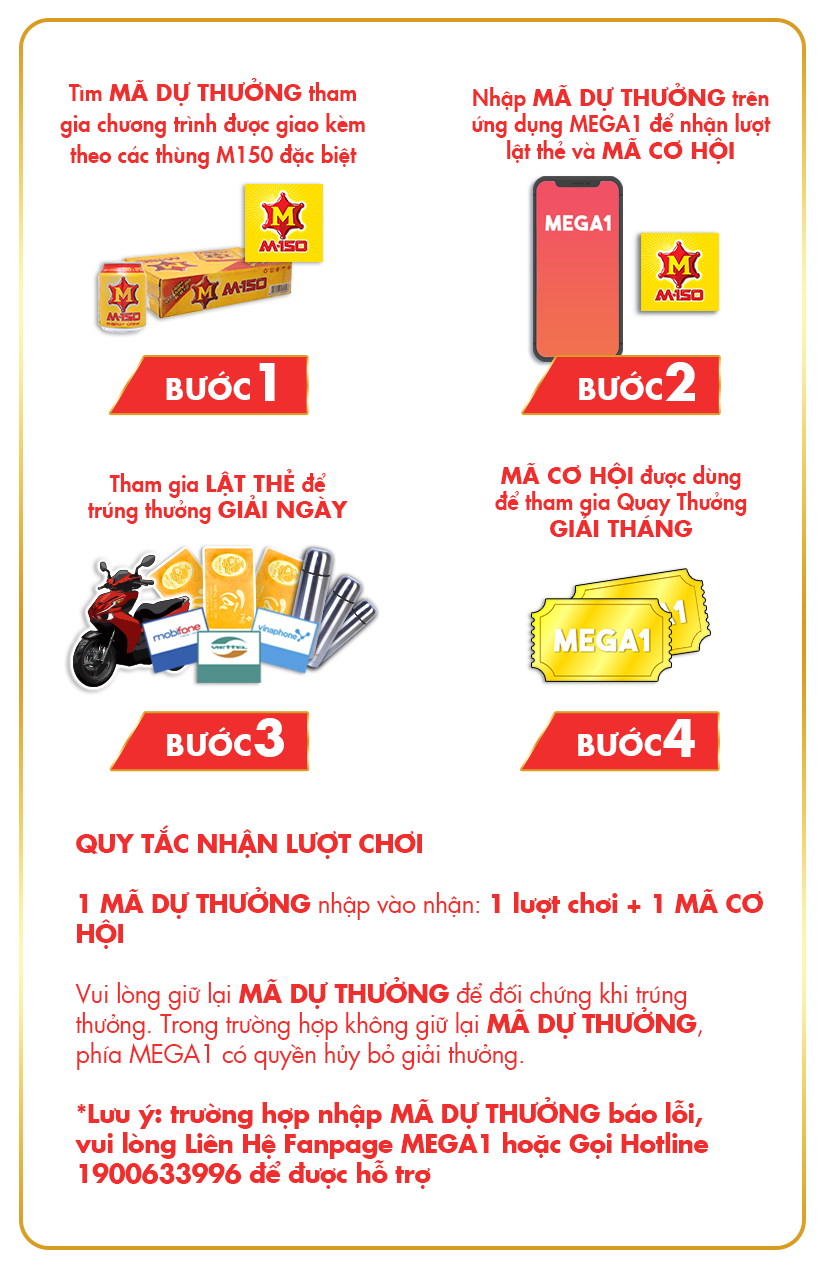 Tìm MÃ DỰ THƯỞNG tham
gia chương trình được giao kèm
theo các thùng M150 đặc biệt
M
M-150
M
M-150
M
M-150
ENERGY DRINK
BƯỚC 1
Nhập MÃ DỰ THƯỞNG trên
ứng dụng MEGA1 để nhận lượt
lật thẻ và MÃ CƠ HỘI
MEGA1
M
M-150
BƯỚC 2
Tham gia LẬT THẺ để
trúng thưởng GIẢI NGÀY
mobifone
vinaphone
VIETTEL
BƯỚC 3
MÃ CƠ HỘI được dùng
để tham gia Quay Thưởng
GIẢI THÁNG
MEGA1
BƯỚC 4
QUY TẮC NHẬN LƯỢT CHƠI
1 MÃ DỰ THƯỞNG nhập vào nhận: 1 lượt chơi + 1 MÃ CƠ
HỘI
Vui lòng giữ lại MÃ DỰ THƯỞNG để đối chứng khi trúng
thưởng. Trong trường hợp không giữ lại MÃ DỰ THƯỞNG,
phía MEGA1 có quyền hủy bỏ giải thưởng.
*Lưu ý: trường hợp nhập MÃ DỰ THƯỞNG báo lỗi,
vui lòng Liên Hệ Fanpage MEGA1 hoặc Gọi Hotline
1900633996 để được hỗ trợ